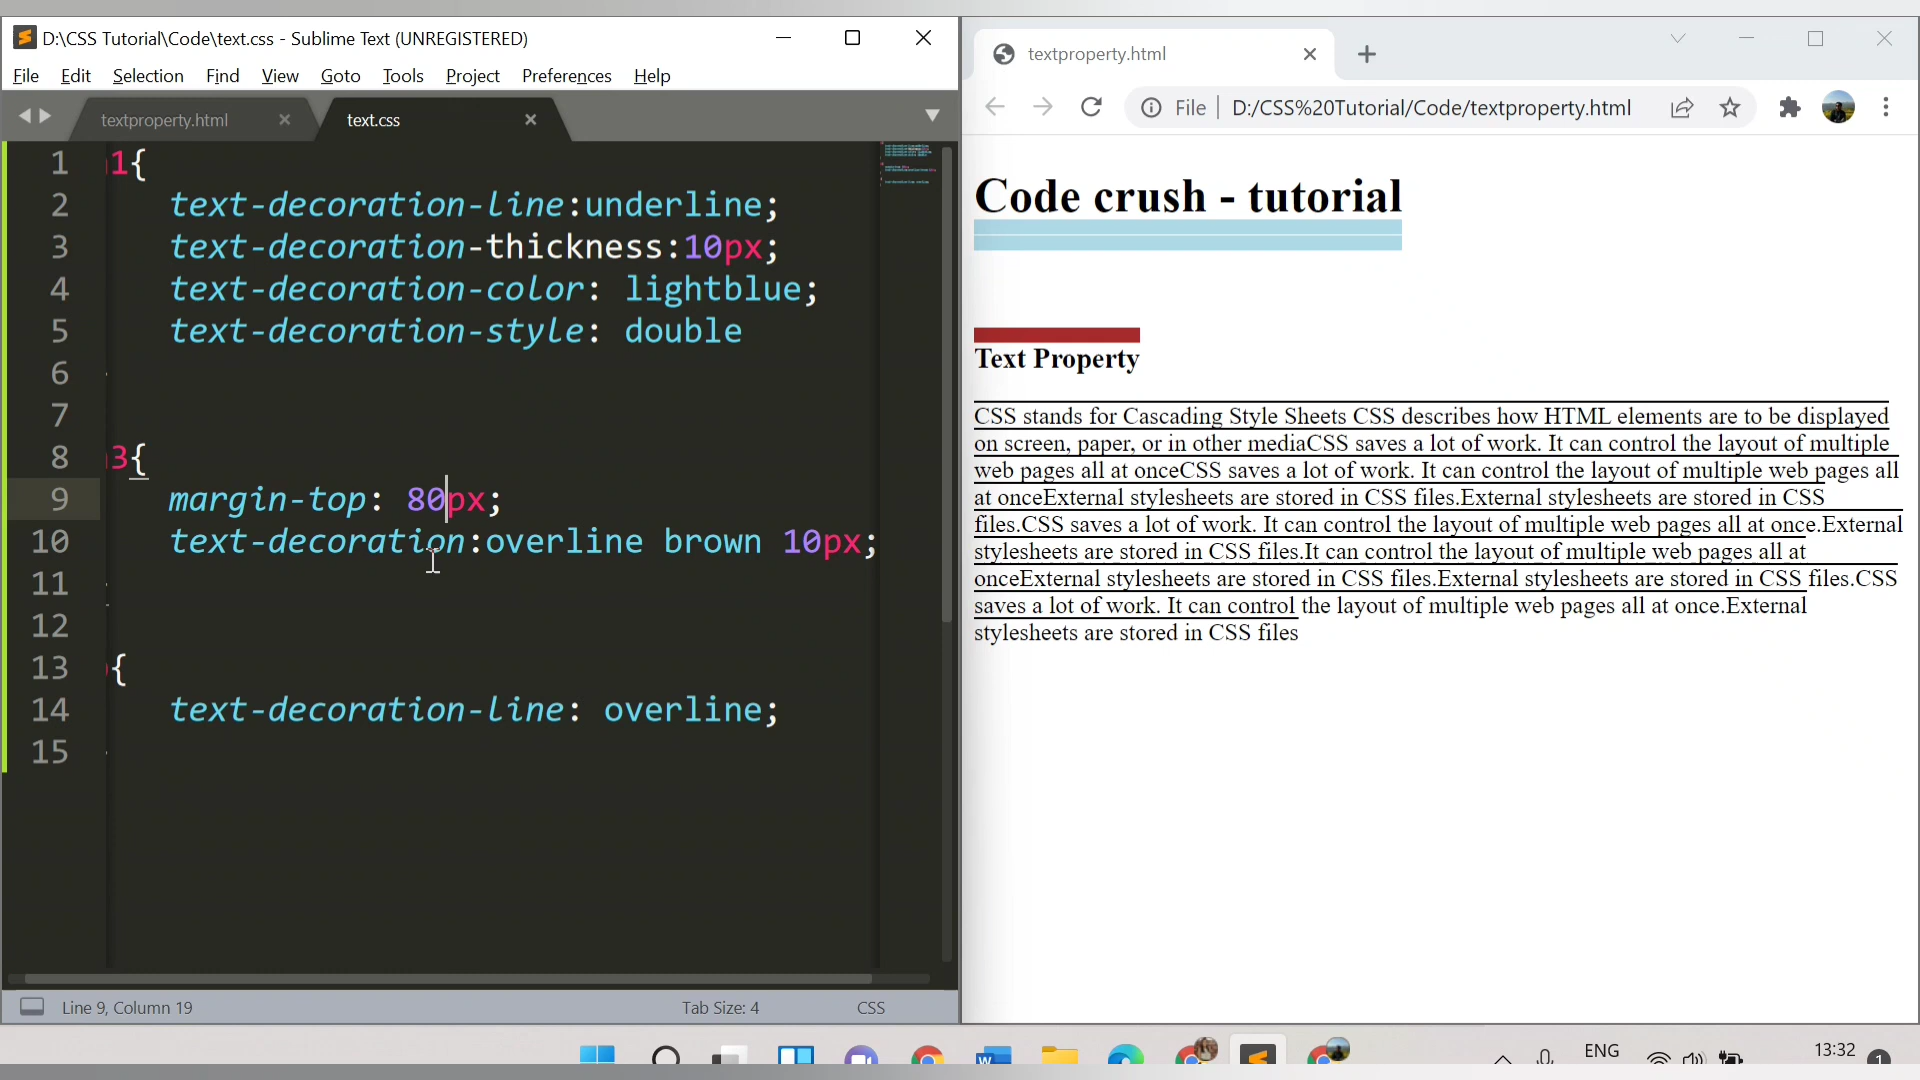 D:\CSS Tutorial\Code\text.css - Sublime Text (UNREGISTERED)
File Edit Selection Find View Goto Tools Project Preferences Help
textproperty.html text.css
1 1{
2 text-decoration-line:underline;
3 text-decoration-thickness:10px;
4 text-decoration-color: lightblue;
5 text-decoration-style: double
6
7
8 3{
9 margin-top: 80px;
10 text-decoration:overline brown 10px;
11
12
13 {
14 text-decoration-line: overline;
15
Line 9, Column 19 Tab Size: 4 CSS
textproperty.html
File D:/CSS%20Tutorial/Code/textproperty.html
Code crush - tutorial
Text Property
CSS stands for Cascading Style Sheets CSS describes how HTML elements are to be displayed
on screen, paper, or in other mediaCSS saves a lot of work. It can control the layout of multiple
web pages all at onceCSS saves a lot of work. It can control the layout of multiple web pages all
at onceExternal stylesheets are stored in CSS files.External stylesheets are stored in CSS
files.CSS saves a lot of work. It can control the layout of multiple web pages all at once.External
stylesheets are stored in CSS files.It can control the layout of multiple web pages all at
onceExternal stylesheets are stored in CSS files.External stylesheets are stored in CSS files.CSS
saves a lot of work. It can control the layout of multiple web pages all at once.External
stylesheets are stored in CSS files
W ENG 13:32 1